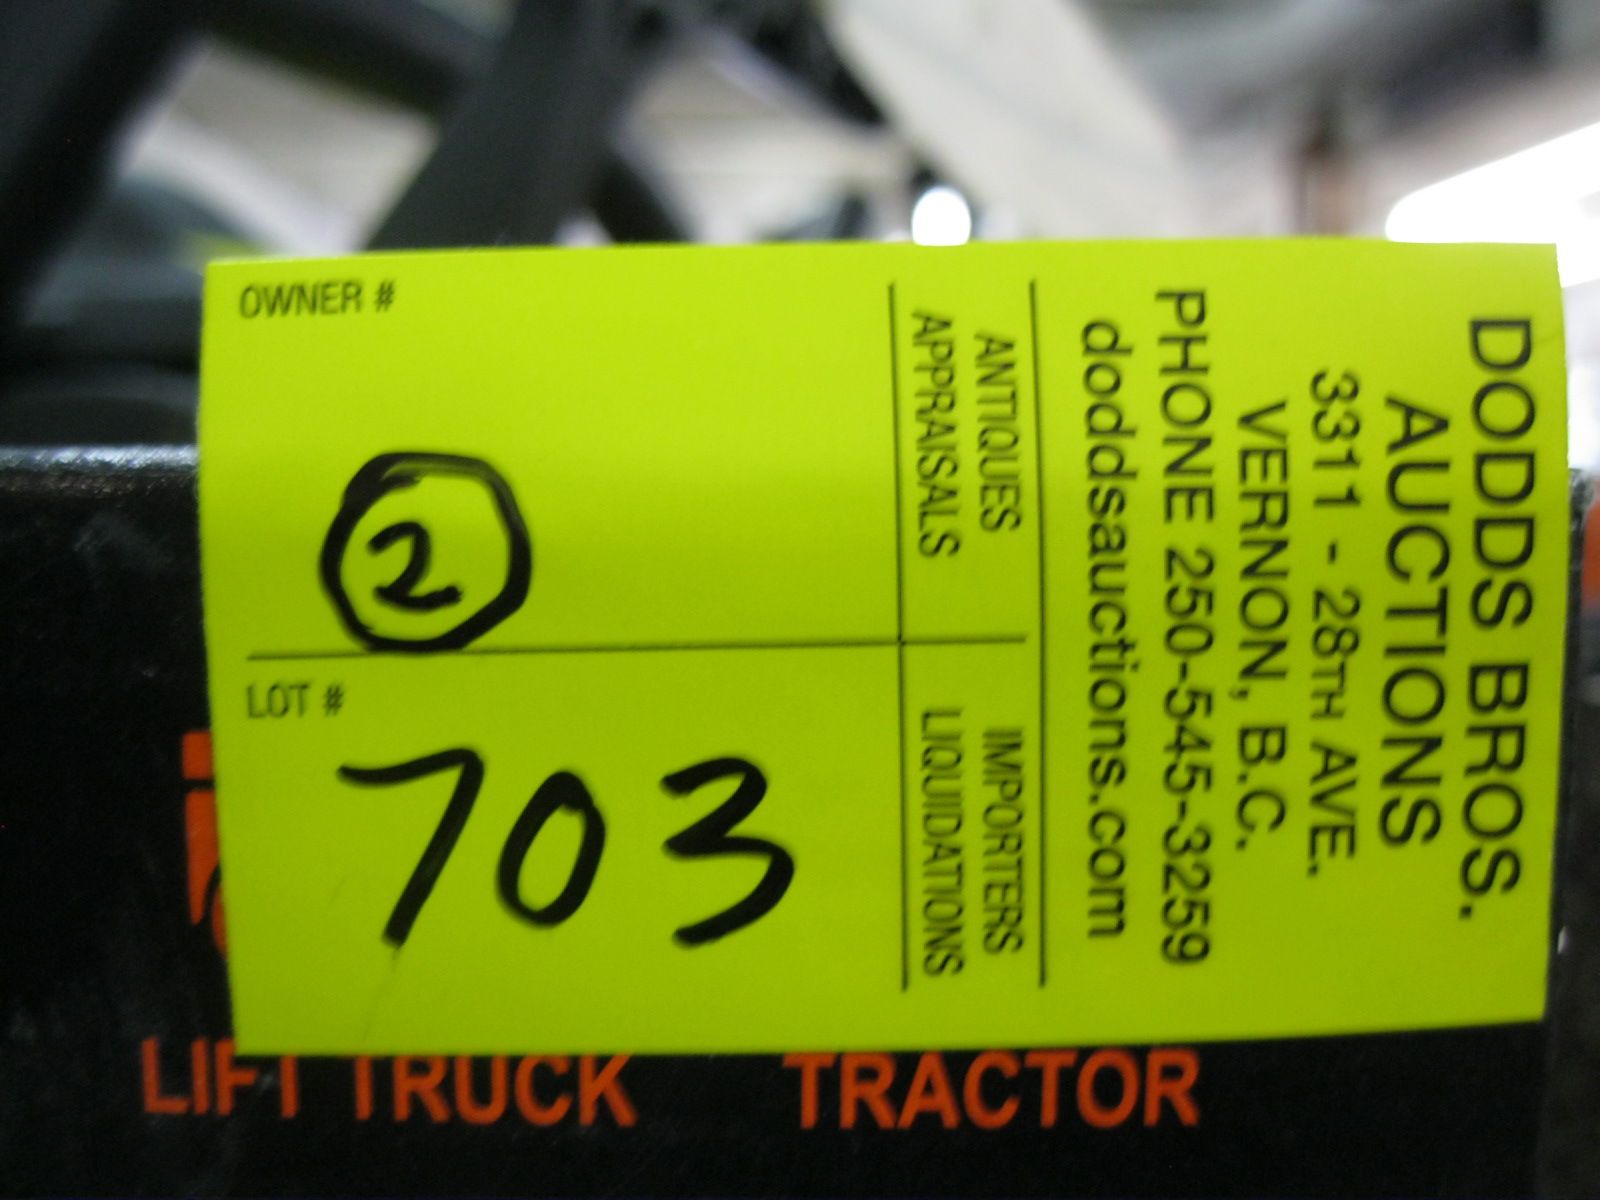 OWNER #
2
LOT #
703
DODDS BROS.
AUCTIONS
3311 - 28TH AVE.
VERNON, B.C.
PHONE 250-545-3259
doddsauctions.com
ANTIQUES
APPRAISALS
IMPORTERS
LIQUIDATIONS
LIFT TRUCK TRACTOR